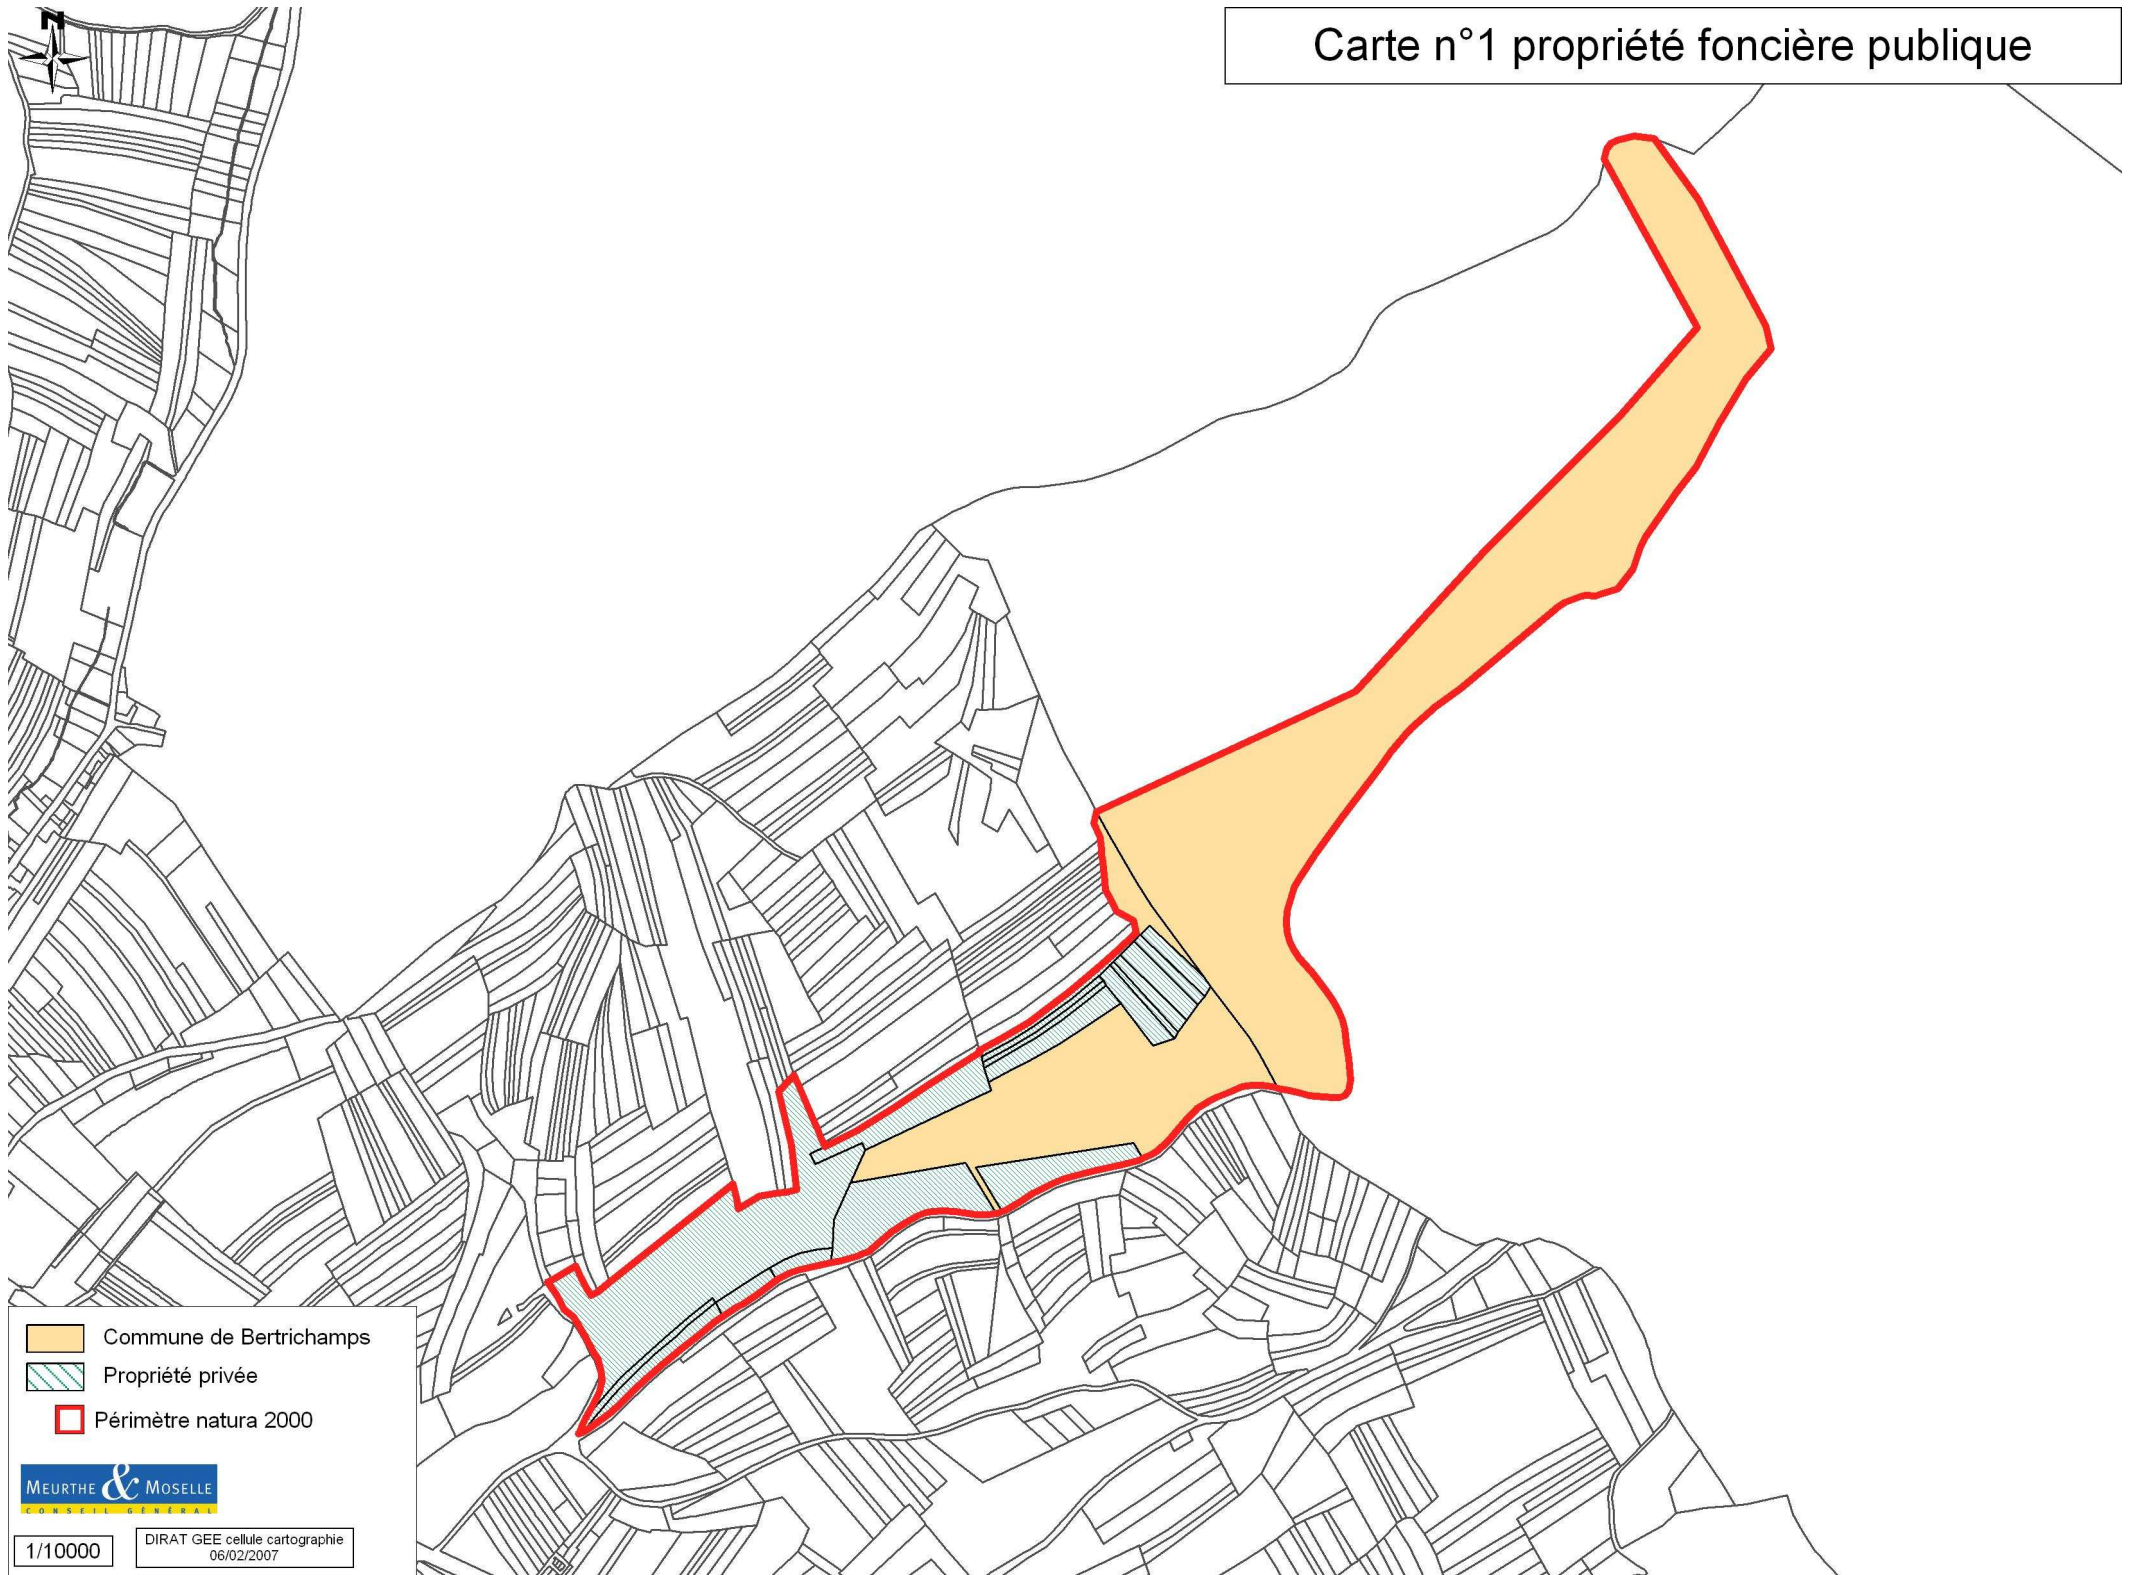 N
Carte n°1 propriété foncière publique
Commune de Bertrichamps
Propriété privée
Périmètre natura 2000
MEURTHE & MOSELLE
CONSEIL GÉNÉRAL
1/10000
DIRAT GEE cellule cartographie
06/02/2007